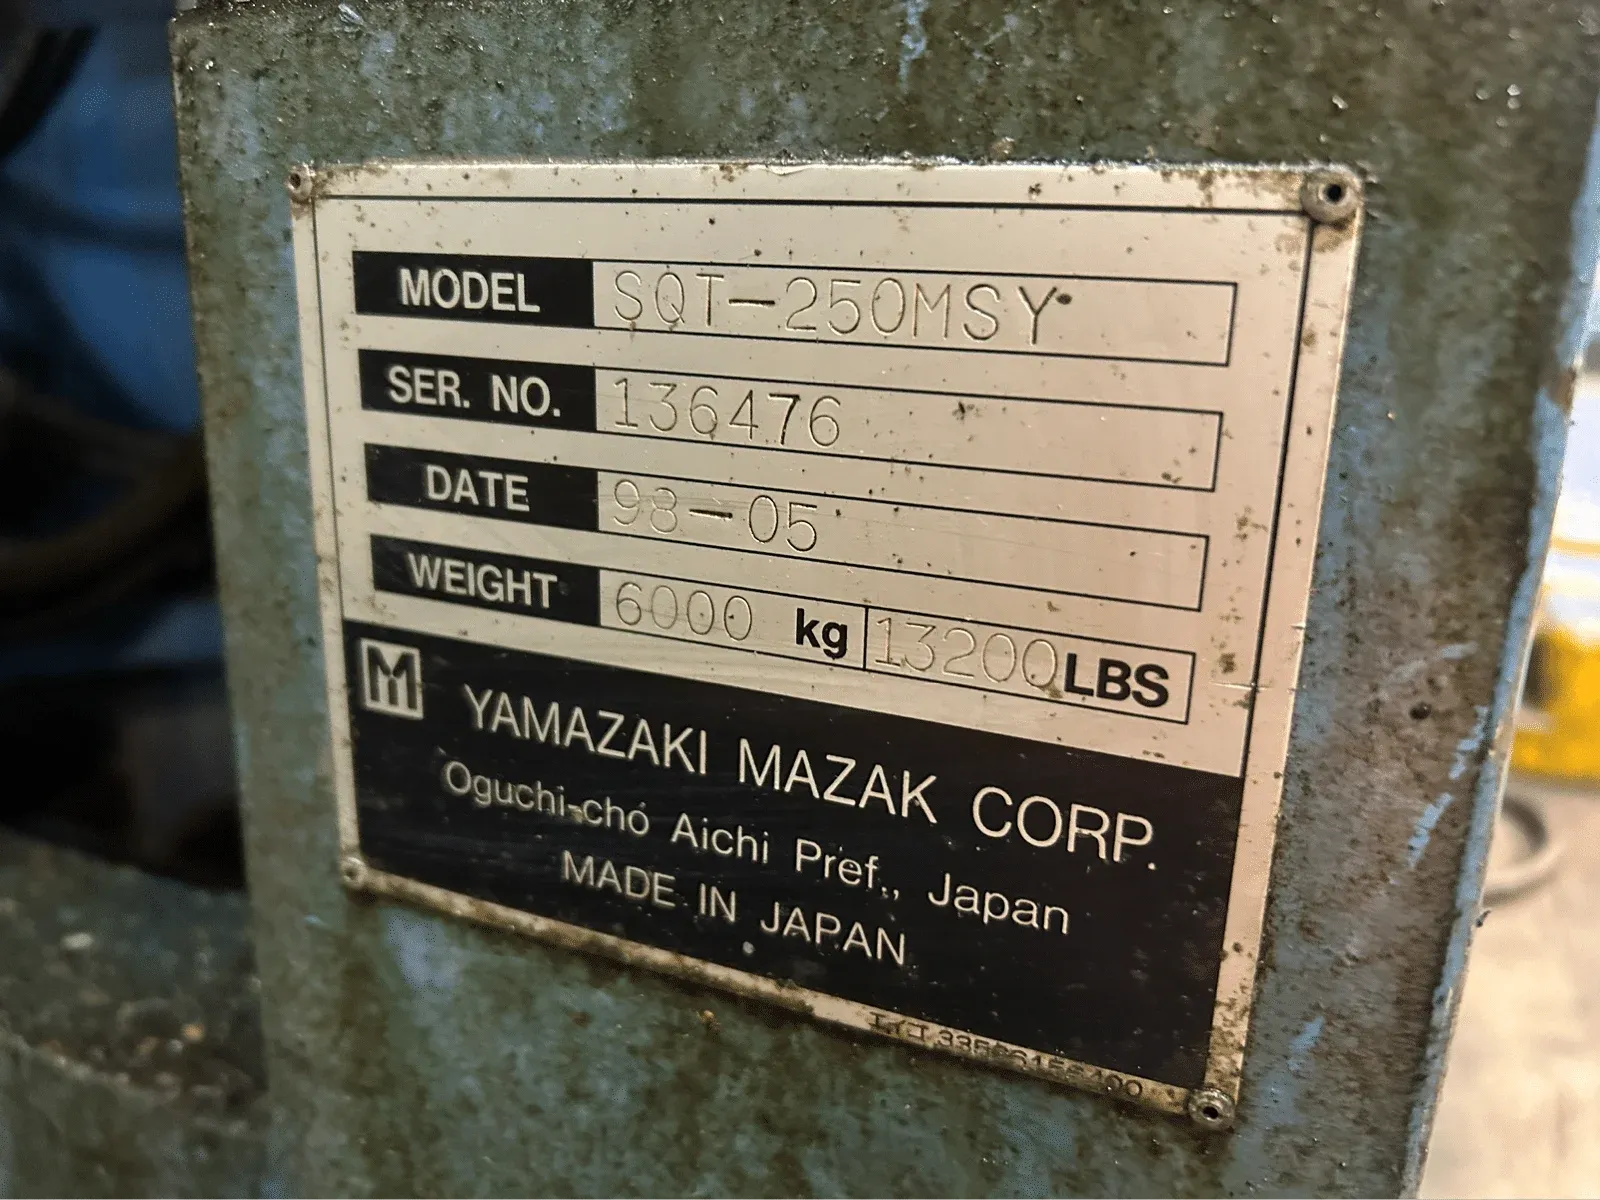 MODEL SQT-250MSY
SER. NO. 136476
DATE 98-05
WEIGHT 6000 kg 13200 LBS
M YAMAZAKI MAZAK CORP.
Oguchi-cho Aichi Pref., Japan
MADE IN JAPAN